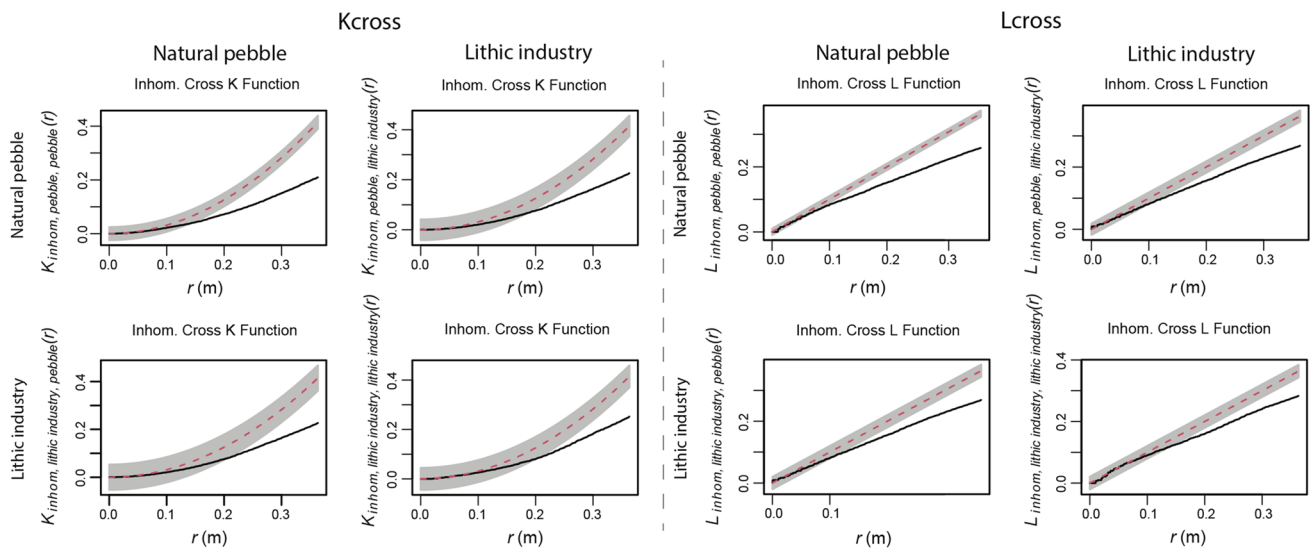 Kcross
Lcross
Natural pebble
Lithic industry
Natural pebble
Lithic industry
Inhom. Cross K Function
Inhom. Cross K Function
Inhom. Cross L Function
Inhom. Cross L Function
Natural pebble
K inhom, pebble, pebble(r)
0.4
0.2
0.0
0.0 0.1 0.2 0.3
r (m)
K inhom, pebble, lithic industry(r)
0.4
0.2
0.0
0.0 0.1 0.2 0.3
r (m)
Natural pebble
L inhom, pebble, pebble(r)
0.2
0.0
0.0 0.1 0.2 0.3
r (m)
L inhom, pebble, lithic industry(r)
0.2
0.0
0.0 0.1 0.2 0.3
r (m)
Inhom. Cross K Function
Inhom. Cross K Function
Inhom. Cross L Function
Inhom. Cross L Function
Lithic industry
K inhom, lithic industry, pebble(r)
0.4
0.2
0.0
0.0 0.1 0.2 0.3
r (m)
K inhom, lithic industry, lithic industry(r)
0.4
0.2
0.0
0.0 0.1 0.2 0.3
r (m)
Lithic industry
L inhom, lithic industry, pebble(r)
0.2
0.0
0.0 0.1
r (m)
L inhom, lithic industry, lithic industry(r)
0.4
0.2
0.0
0.0 0.1 0.2 0.3
r (m)